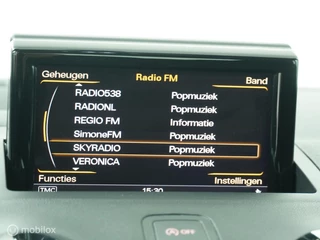 Geheugen Radio FM Band
RADIO538 Popmuziek
RADIONL Popmuziek
REGIO FM Informatie
SimoneFM Popmuziek
SKYRADIO Popmuziek
VERONICA Popmuziek
Functies Instellingen
TMC 15:30
OFF
mobilox